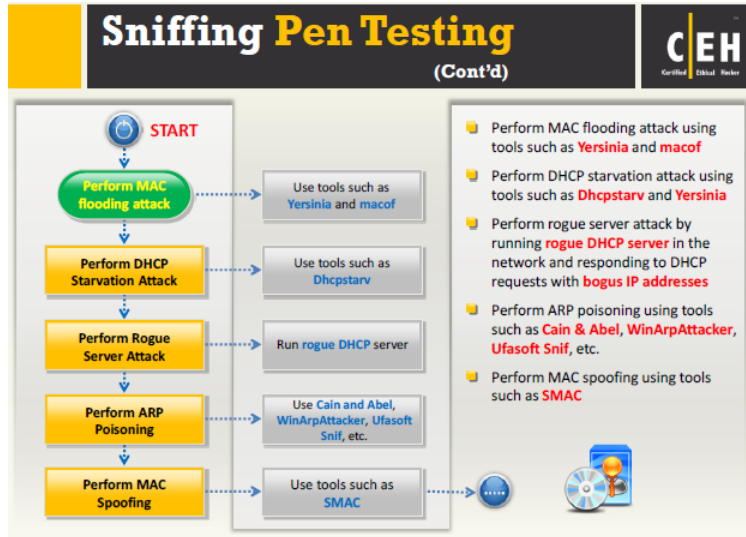 Sniffing Pen Testing
(Cont'd)
C|EH
Certified Ethical Hacker
START
Perform MAC
flooding attack
Use tools such as
Yersinia and macof
Perform DHCP
Starvation Attack
Use tools such as
Dhcpstarv
Perform Rogue
Server Attack
Run rogue DHCP server
Perform ARP
Poisoning
Use Cain and Abel,
WinArpAttacker, Ufasoft
Snif, etc.
Perform MAC
Spoofing
Use tools such as
SMAC
Perform MAC flooding attack using
tools such as Yersinia and macof
Perform DHCP starvation attack using
tools such as Dhcpstarv and Yersinia
Perform rogue server attack by
running rogue DHCP server in the
network and responding to DHCP
requests with bogus IP addresses
Perform ARP poisoning using tools
such as Cain & Abel, WinArpAttacker,
Ufasoft Snif, etc.
Perform MAC spoofing using tools
such as SMAC